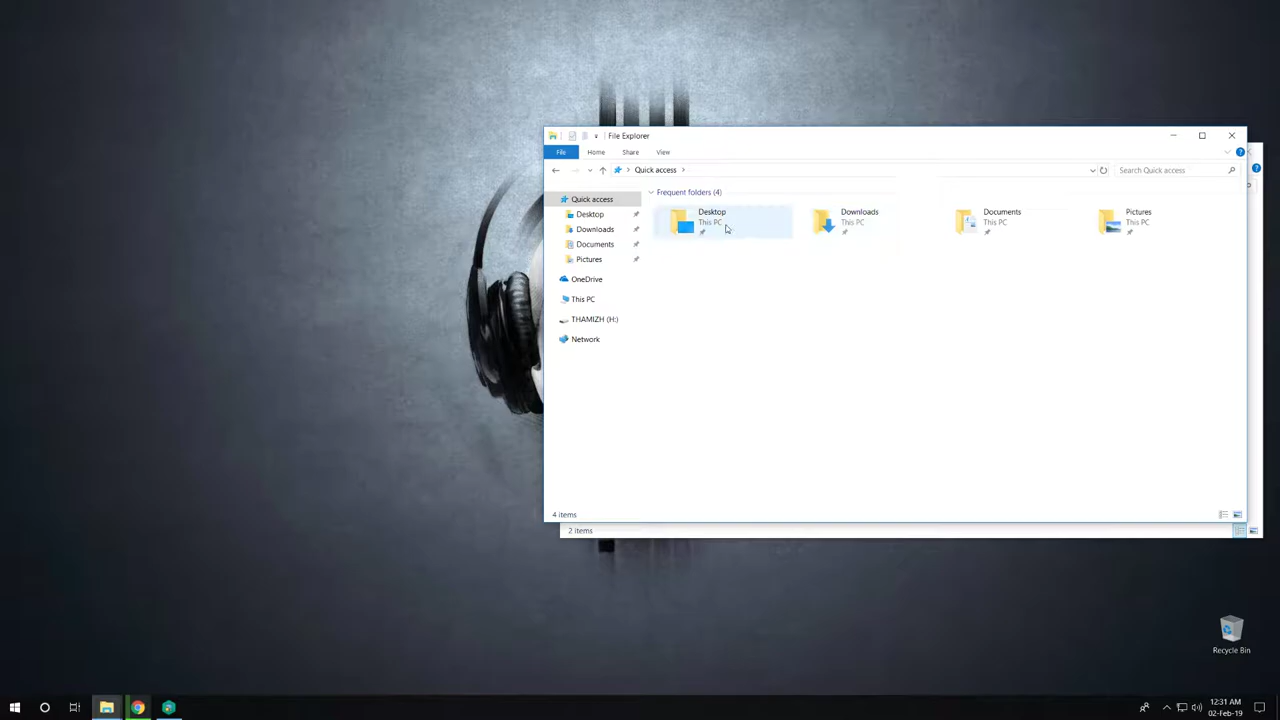 File Explorer
File Home Share View
Quick access
Search Quick access
Quick access
Desktop
Downloads
Documents
Pictures
OneDrive
This PC
THAMIZH (H:)
Network
Frequent folders (4)
Desktop
This PC
Downloads
This PC
Documents
This PC
Pictures
This PC
4 items
2 items
Recycle Bin
12:31 AM
02-Feb-19